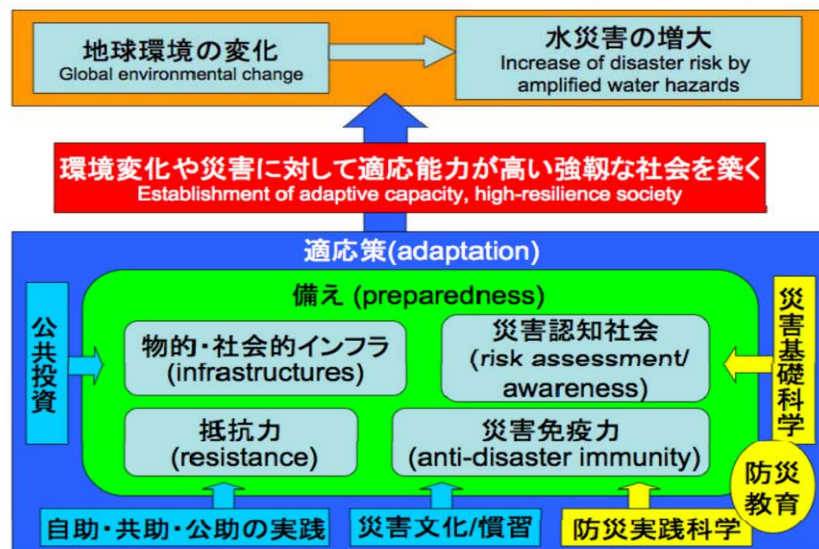 地球環境の変化
Global environmental change
水災害の増大
Increase of disaster risk by
amplified water hazards
環境変化や災害に対して適応能力が高い強靭な社会を築く
Establishment of adaptive capacity, high-resilience society
適応策(adaptation)
備え (preparedness)
公共投資
物的・社会的インフラ
(infrastructures)
災害認知社会
(risk assessment/
awareness)
災害基礎科学
抵抗力
(resistance)
災害免疫力
(anti-disaster immunity)
防災
教育
自助・共助・公助の実践
災害文化/慣習
防災実践科学